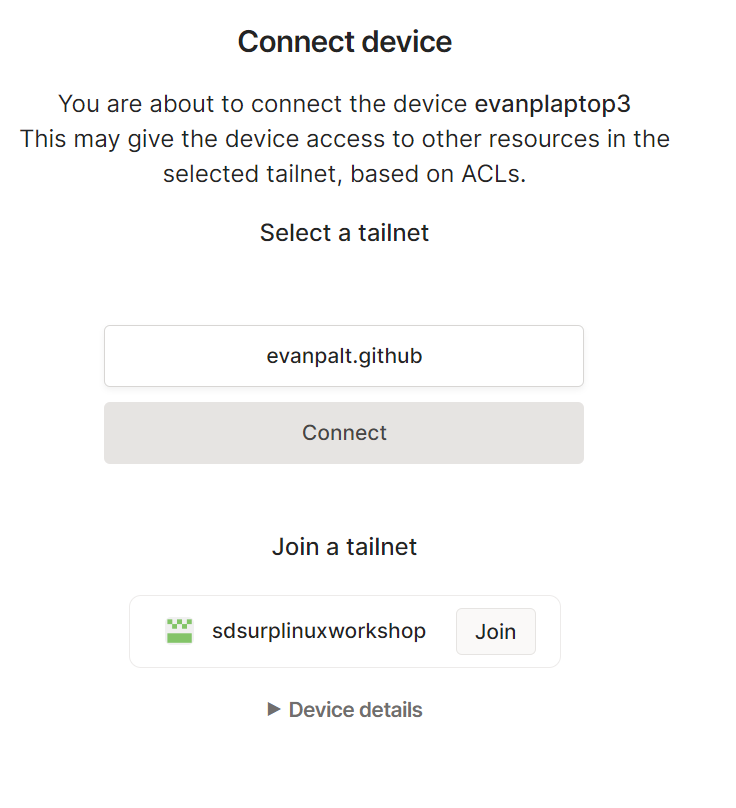 Connect device
You are about to connect the device evanplaptop3
This may give the device access to other resources in the
selected tailnet, based on ACLs.
Select a tailnet
evanpalt.github
Connect
Join a tailnet
sdsurplinuxworkshop Join
Device details